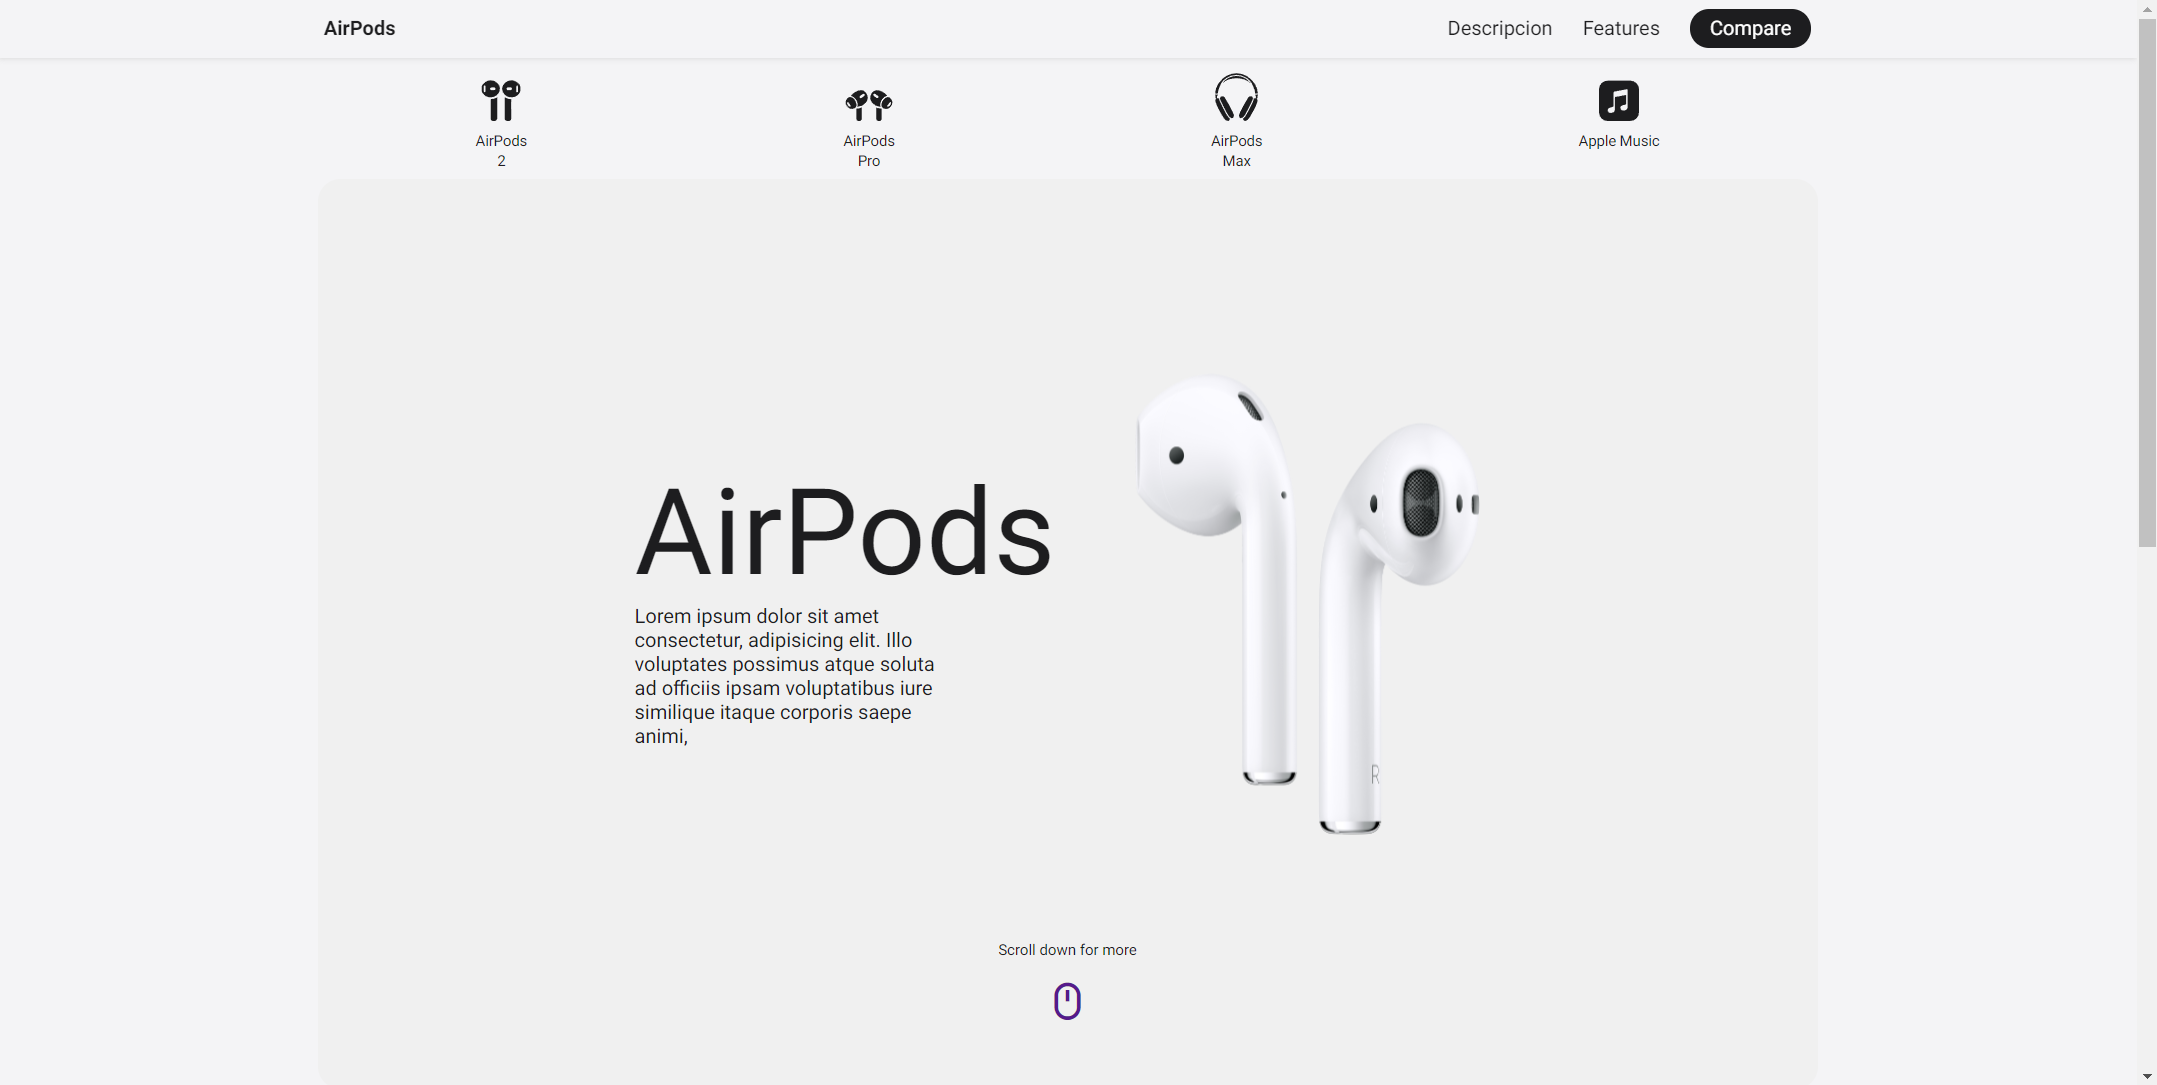 AirPods
Descripcion
Features
Compare
AirPods
2
AirPods
Pro
AirPods
Max
Apple Music
AirPods
Lorem ipsum dolor sit amet
consectetur, adipisicing elit. Illo
voluptates possimus atque soluta
ad officiis ipsam voluptatibus iure
similique itaque corporis saepe
animi,
R
Scroll down for more